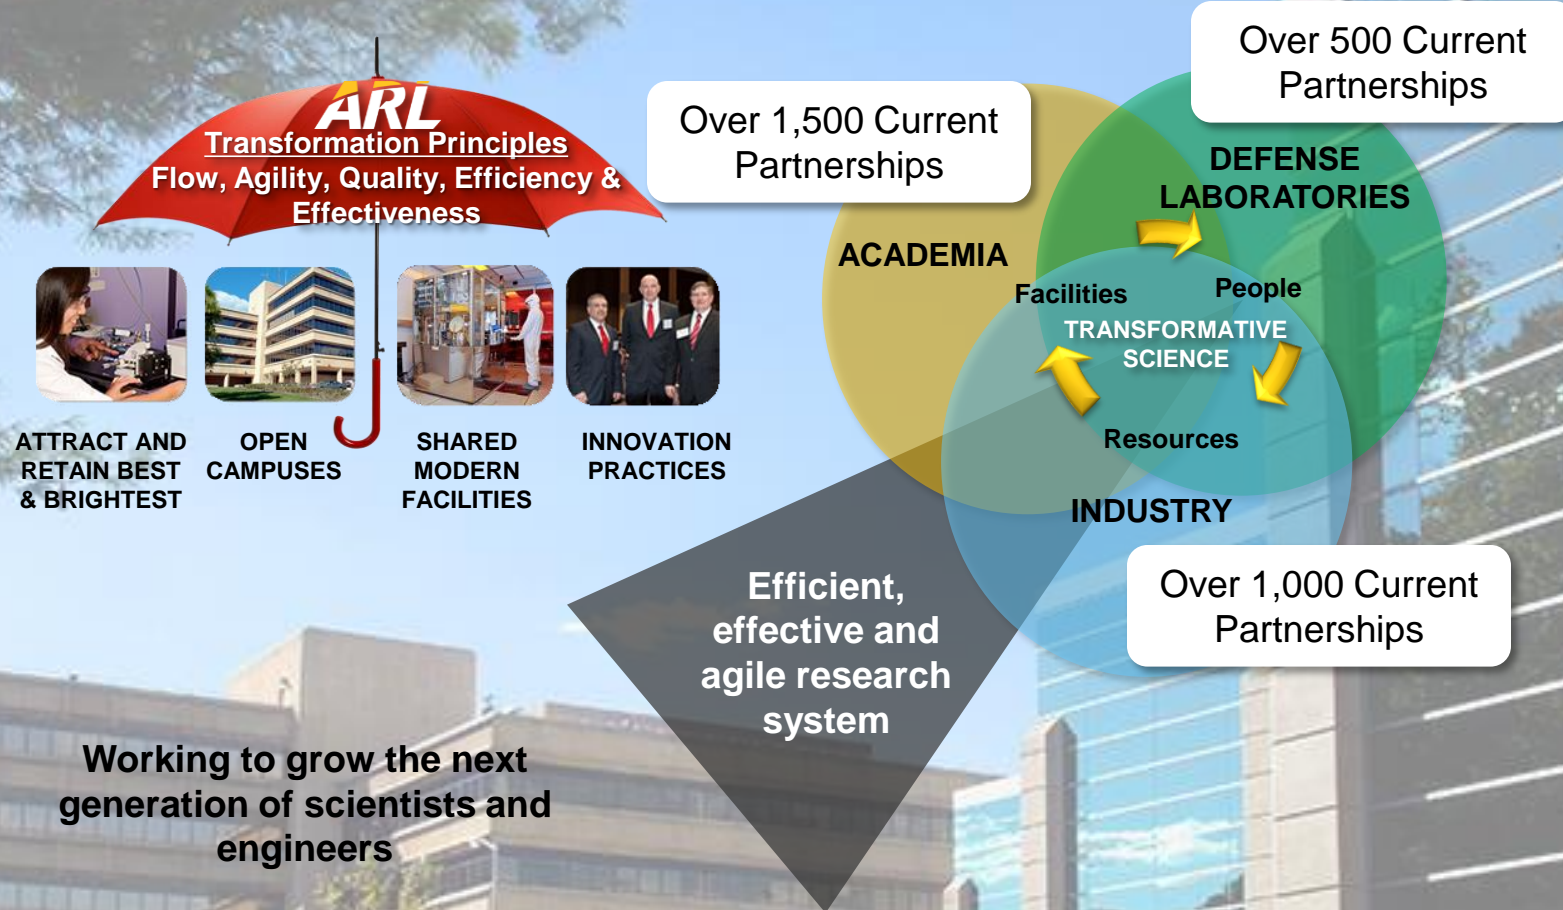 ARL
Transformation Principles
Flow, Agility, Quality, Efficiency &
Effectiveness
ATTRACT AND
RETAIN BEST
& BRIGHTEST
OPEN
CAMPUSES
SHARED
MODERN
FACILITIES
INNOVATION
PRACTICES
Over 1,500 Current
Partnerships
Over 500 Current
Partnerships
ACADEMIA
DEFENSE
LABORATORIES
Facilities
People
TRANSFORMATIVE
SCIENCE
Resources
INDUSTRY
Over 1,000 Current
Partnerships
Efficient,
effective and
agile research
system
Working to grow the next
generation of scientists and
engineers